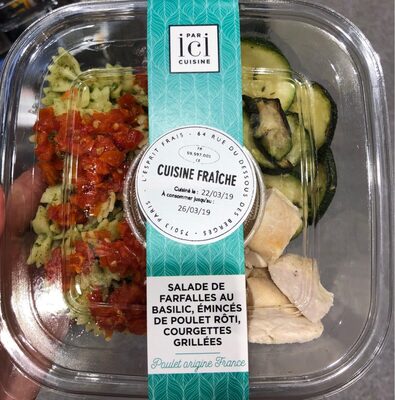 PAR
ici
CUISINE
L'ESPRIT FRAIS - 64 RUE DU DESSOUS DES BERGES - 75013 PARIS
FR
59.597.001
CE
CUISINE FRAÎCHE
Cuisiné le : 22/03/19
À consommer jusqu'au :
26/03/19
SALADE DE
FARFALLES AU
BASILIC, ÉMINCÉS
DE POULET RÔTI,
COURGETTES
GRILLÉES
Poulet origine France